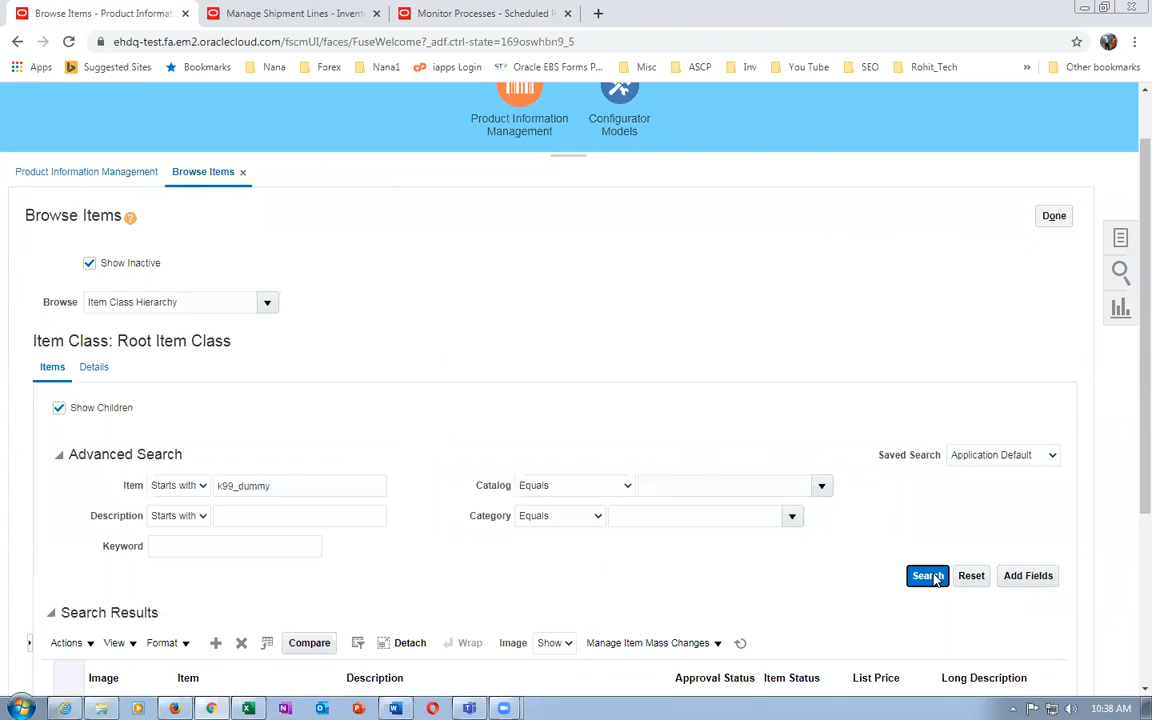 Browse Items - Product Informat
Manage Shipment Lines - Invent
Monitor Processes - Scheduled P
ehdq-test.fa.em2.oraclecloud.com/fscmUI/faces/FuseWelcome?_adf.ctrl-state=169oswhbn9_5
Apps
Suggested Sites
Bookmarks
Nana
Forex
Nana1
iapps Login
Oracle EBS Forms P...
Misc
ASCP
Inv
You Tube
SEO
Rohit_Tech
»
Other bookmarks
Product Information Management
Configurator Models
Product Information Management
Browse Items
Browse Items
Done
Show Inactive
Browse Item Class Hierarchy
Item Class: Root Item Class
Items Details
Show Children
Advanced Search
Saved Search Application Default
Item Starts with k99_dummy
Catalog Equals
Description Starts with
Category Equals
Keyword
Search Reset Add Fields
Search Results
Actions View Format Compare Detach Wrap Image Show Manage Item Mass Changes
Image Item Description Approval Status Item Status List Price Long Description
10:38 AM